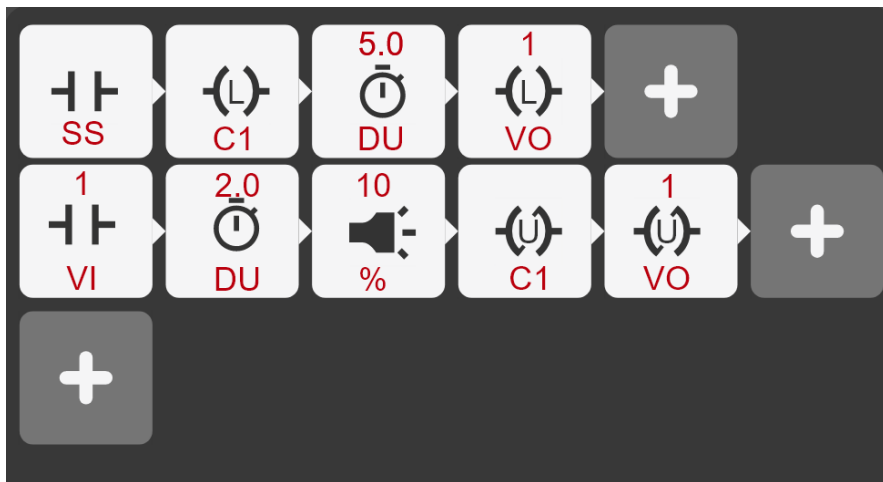 5.0 1
L L
SS C1 DU VO
1 2.0 10 1
U U
VI DU % C1 VO